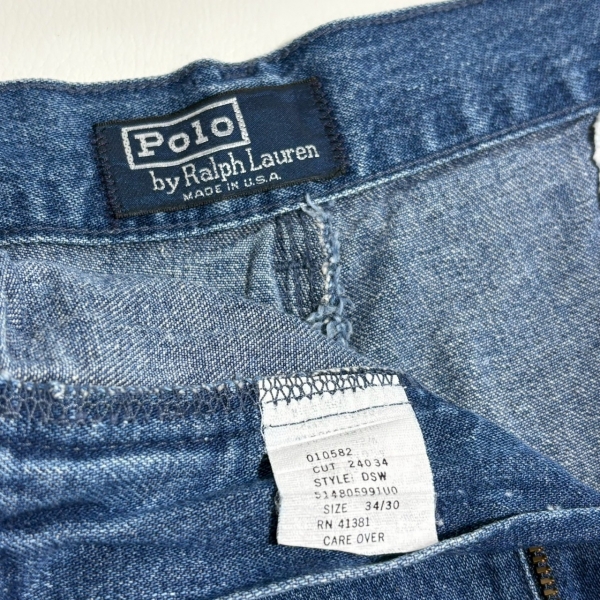 Polo
by Ralph Lauren
MADE IN U.S.A.
010582
CUT 24034
STYLE: DSW
514805991U0
SIZE 34/30
RN 41381
CARE OVER